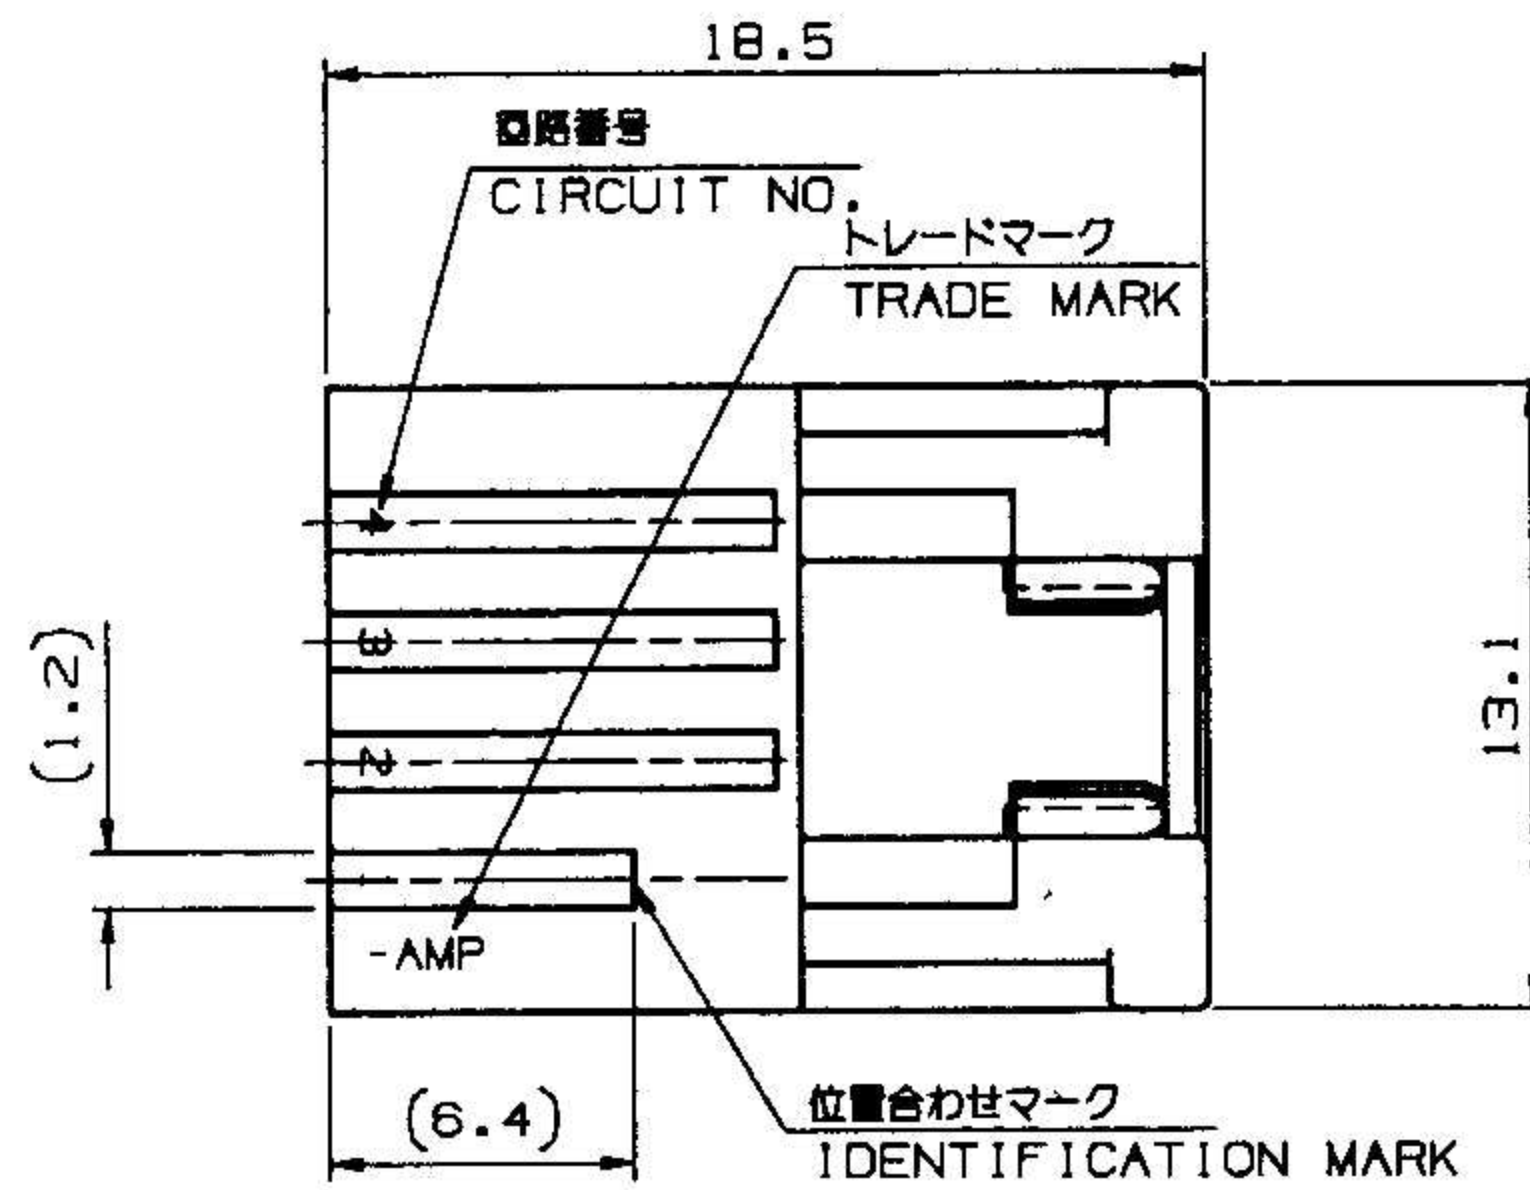 18.5
回路番号
CIRCUIT NO.
トレードマーク
TRADE MARK
4
3
2
(1.2)
13.1
-AMP
(6.4)
位置合わせマーク
IDENTIFICATION MARK